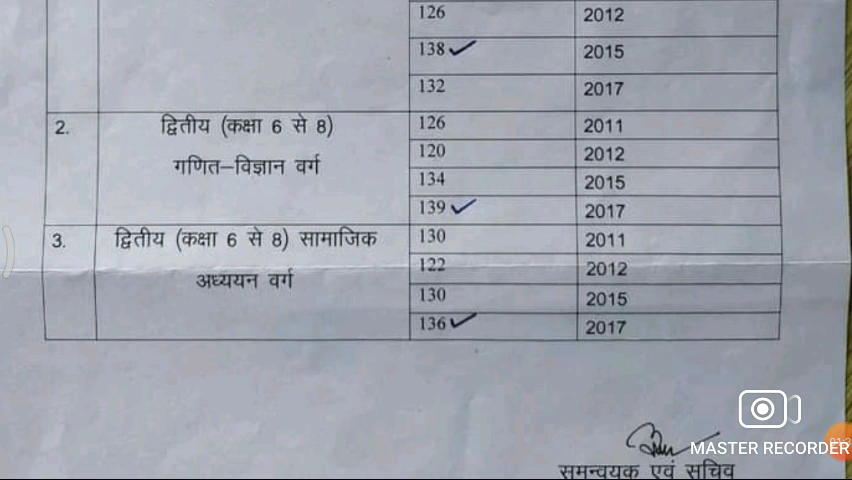 126 2012
138 2015
132 2017
2. द्वितीय (कक्षा 6 से 8) 126 2011
गणित–विज्ञान वर्ग 120 2012
134 2015
139 2017
3. द्वितीय (कक्षा 6 से 8) सामाजिक 130 2011
अध्ययन वर्ग 122 2012
130 2015
136 2017
MASTER RECORDER
समन्वयक एवं सचिव